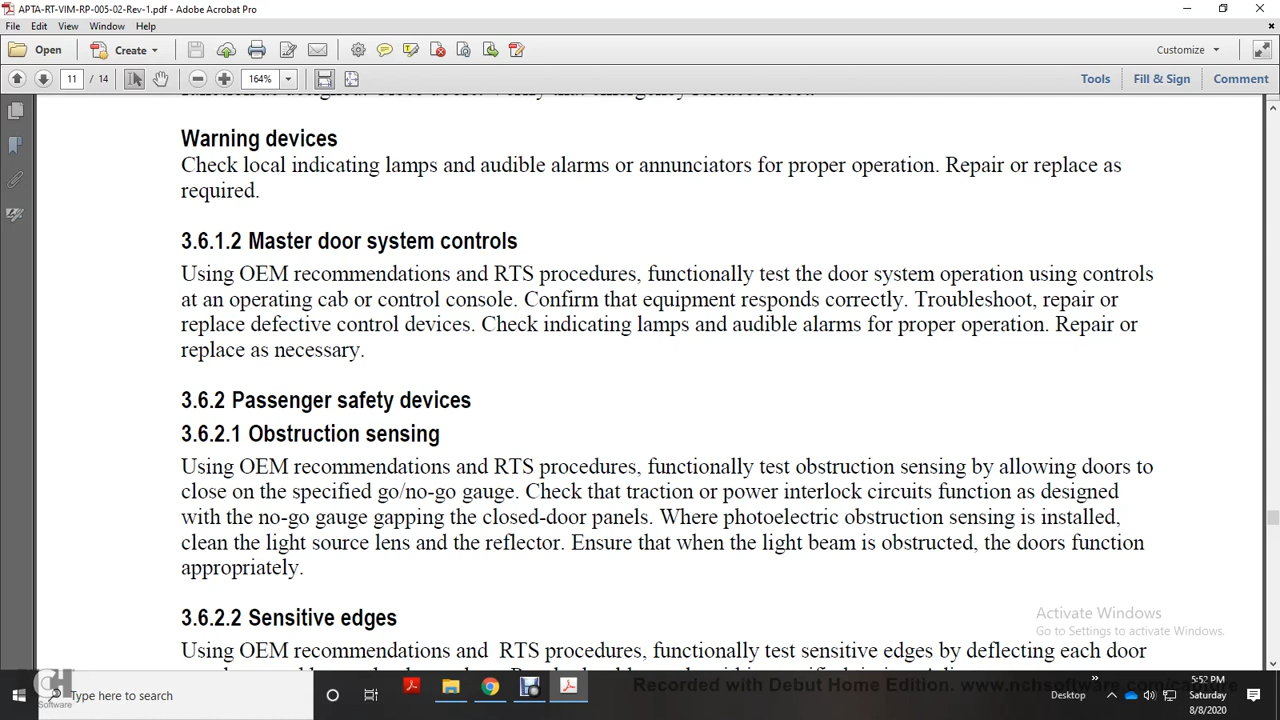 APTA-RT-VIM-RP-005-02-Rev-1.pdf - Adobe Acrobat Pro
File Edit View Window Help
Open Create Customize
11 / 14 164% Tools Fill & Sign Comment
Warning devices
Check local indicating lamps and audible alarms or annunciators for proper operation. Repair or replace as
required.
3.6.1.2 Master door system controls
Using OEM recommendations and RTS procedures, functionally test the door system operation using controls
at an operating cab or control console. Confirm that equipment responds correctly. Troubleshoot, repair or
replace defective control devices. Check indicating lamps and audible alarms for proper operation. Repair or
replace as necessary.
3.6.2 Passenger safety devices
3.6.2.1 Obstruction sensing
Using OEM recommendations and RTS procedures, functionally test obstruction sensing by allowing doors to
close on the specified go/no-go gauge. Check that traction or power interlock circuits function as designed
with the no-go gauge gapping the closed-door panels. Where photoelectric obstruction sensing is installed,
clean the light source lens and the reflector. Ensure that when the light beam is obstructed, the doors function
appropriately.
3.6.2.2 Sensitive edges
Activate Windows
Go to Settings to activate Windows.
Using OEM recommendations and RTS procedures, functionally test sensitive edges by deflecting each door
Recorded with Debut Home Edition. www.nchsoftware.com/capture
NCH
Software
Type here to search
Desktop
5:52 PM
Saturday
8/8/2020